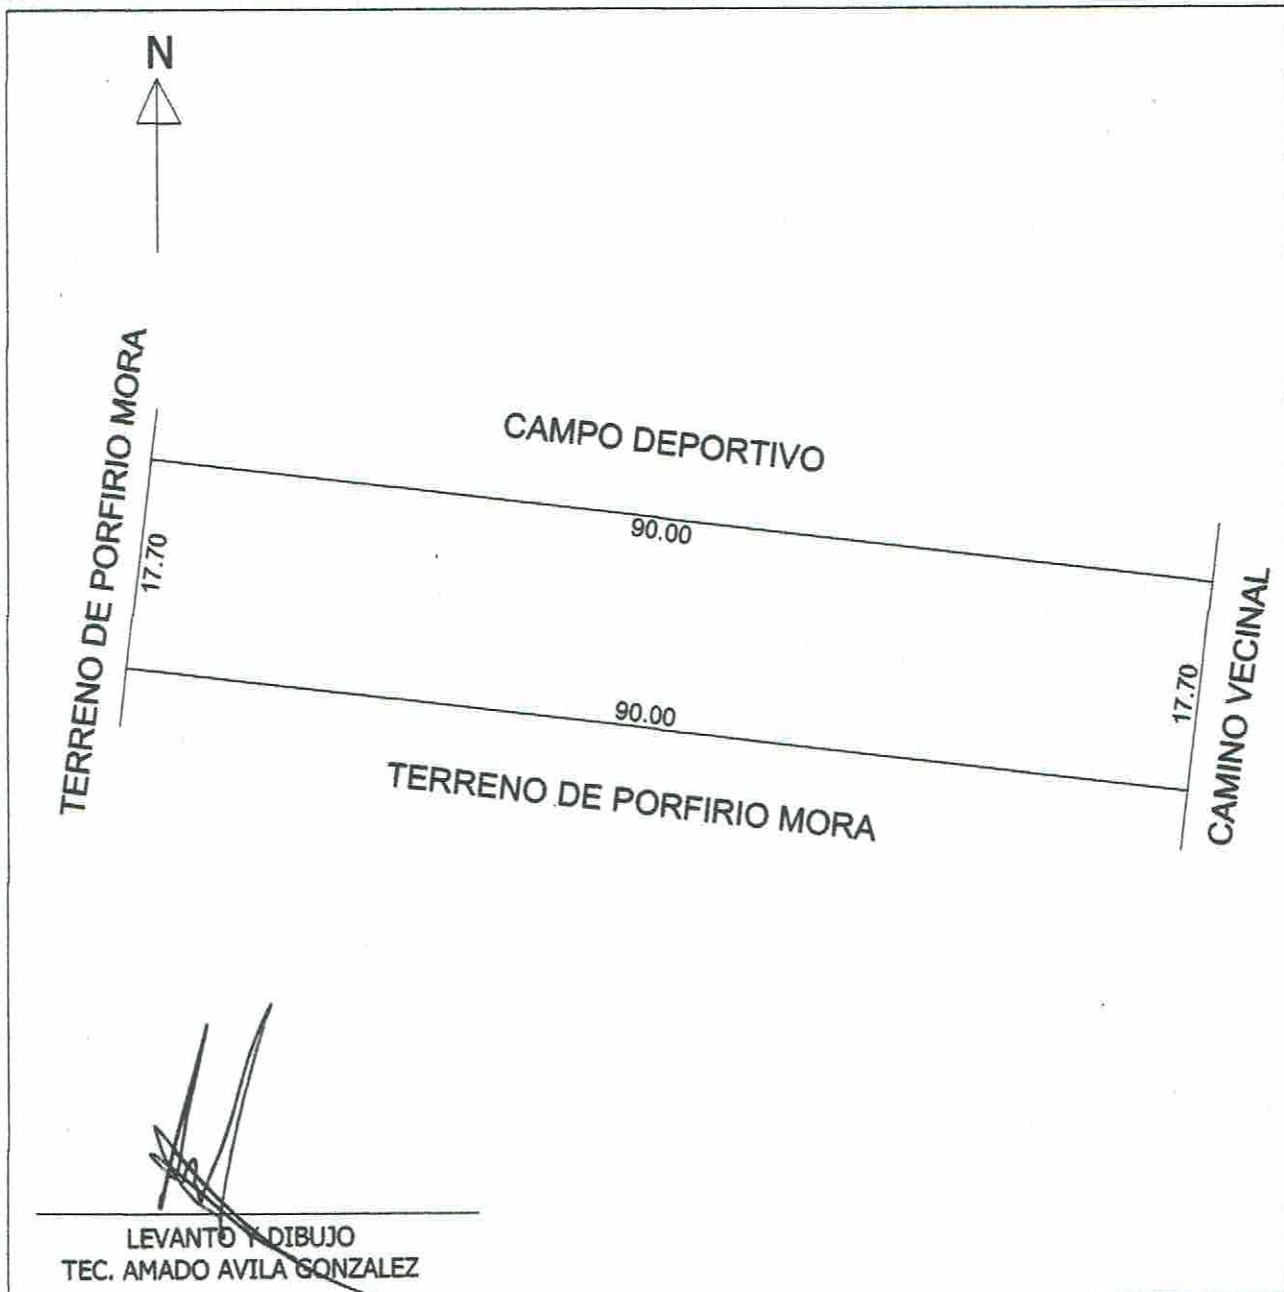 N
TERRENO DE PORFIRIO MORA
CAMPO DEPORTIVO
90.00
17.70
17.70
CAMINO VECINAL
90.00
TERRENO DE PORFIRIO MORA
LEVANTO Y DIBUJO
TEC. AMADO AVILA GONZALEZ